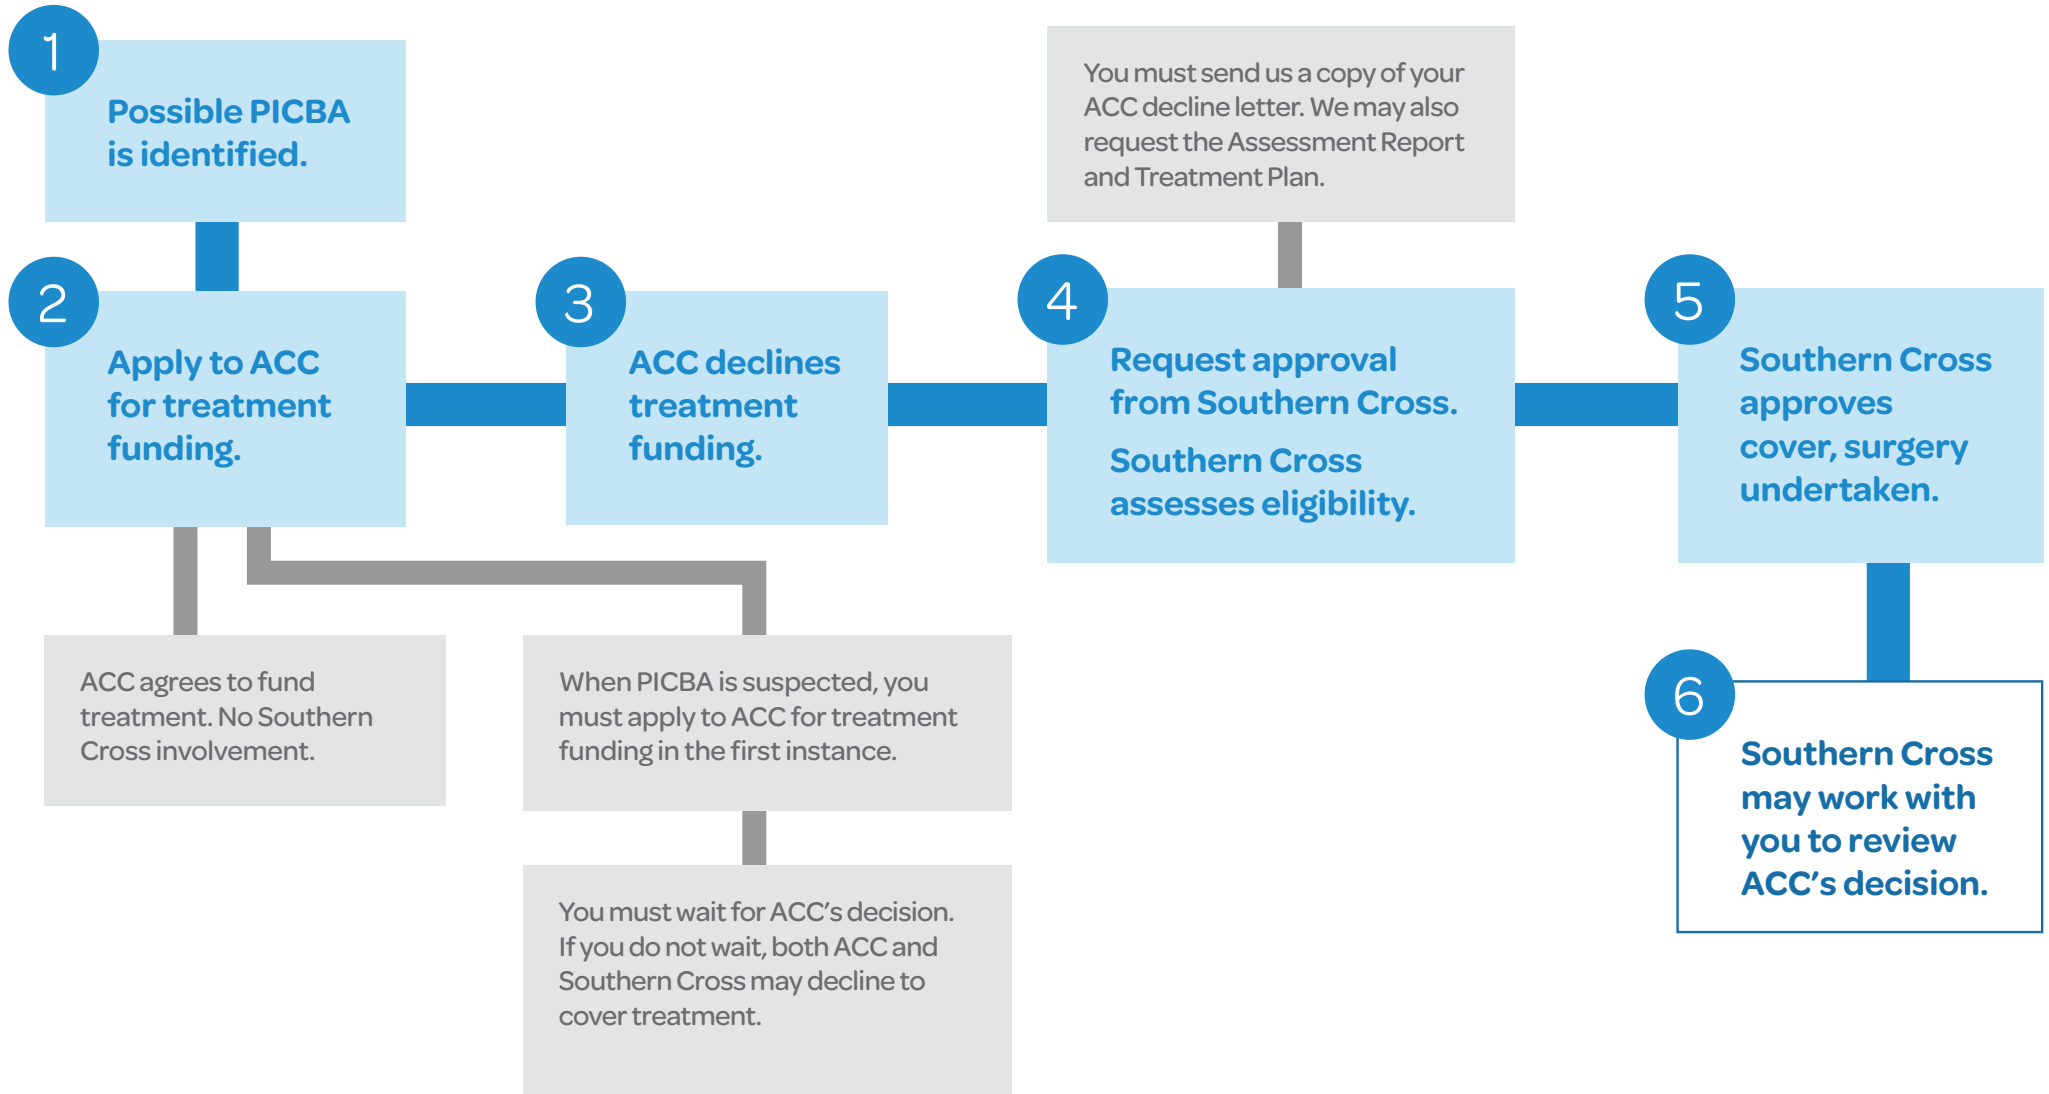 1
Possible PICBA
is identified.
2
Apply to ACC
for treatment
funding.
ACC agrees to fund
treatment. No Southern
Cross involvement.
When PICBA is suspected, you
must apply to ACC for treatment
funding in the first instance.
You must wait for ACC’s decision.
If you do not wait, both ACC and
Southern Cross may decline to
cover treatment.
3
ACC declines
treatment
funding.
You must send us a copy of your
ACC decline letter. We may also
request the Assessment Report
and Treatment Plan.
4
Request approval
from Southern Cross.
Southern Cross
assesses eligibility.
5
Southern Cross
approves
cover, surgery
undertaken.
6
Southern Cross
may work with
you to review
ACC’s decision.